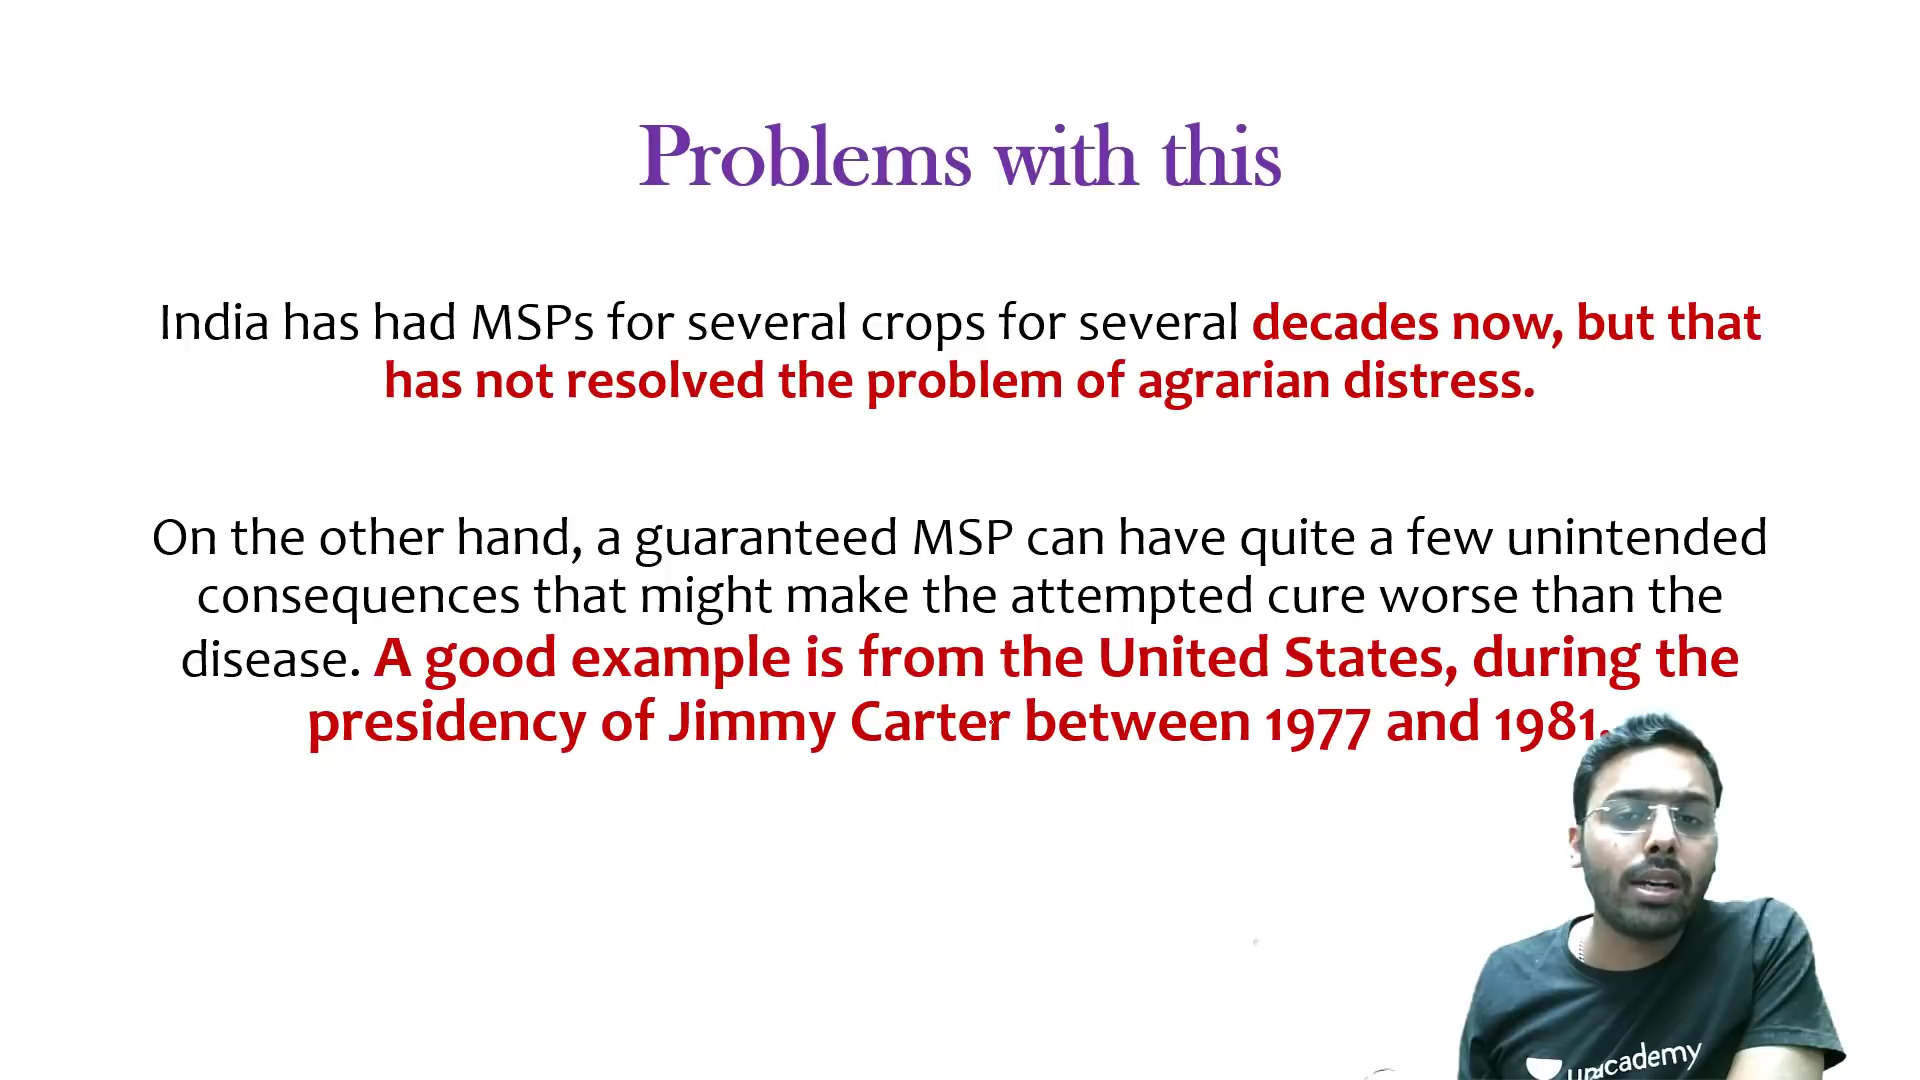 Problems with this
India has had MSPs for several crops for several decades now, but that
has not resolved the problem of agrarian distress.
On the other hand, a guaranteed MSP can have quite a few unintended
consequences that might make the attempted cure worse than the
disease. A good example is from the United States, during the
presidency of Jimmy Carter between 1977 and 1981.
unacademy